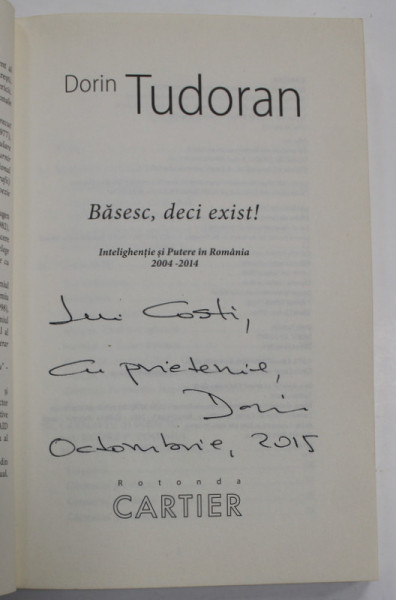 Dorin Tudoran
Băsesc, deci exist!
Intelighenție și Putere în România
2004 -2014
Lui Costi,
Cu prietenie,
Dorin
Octombrie, 2015
Rotonda
CARTIER